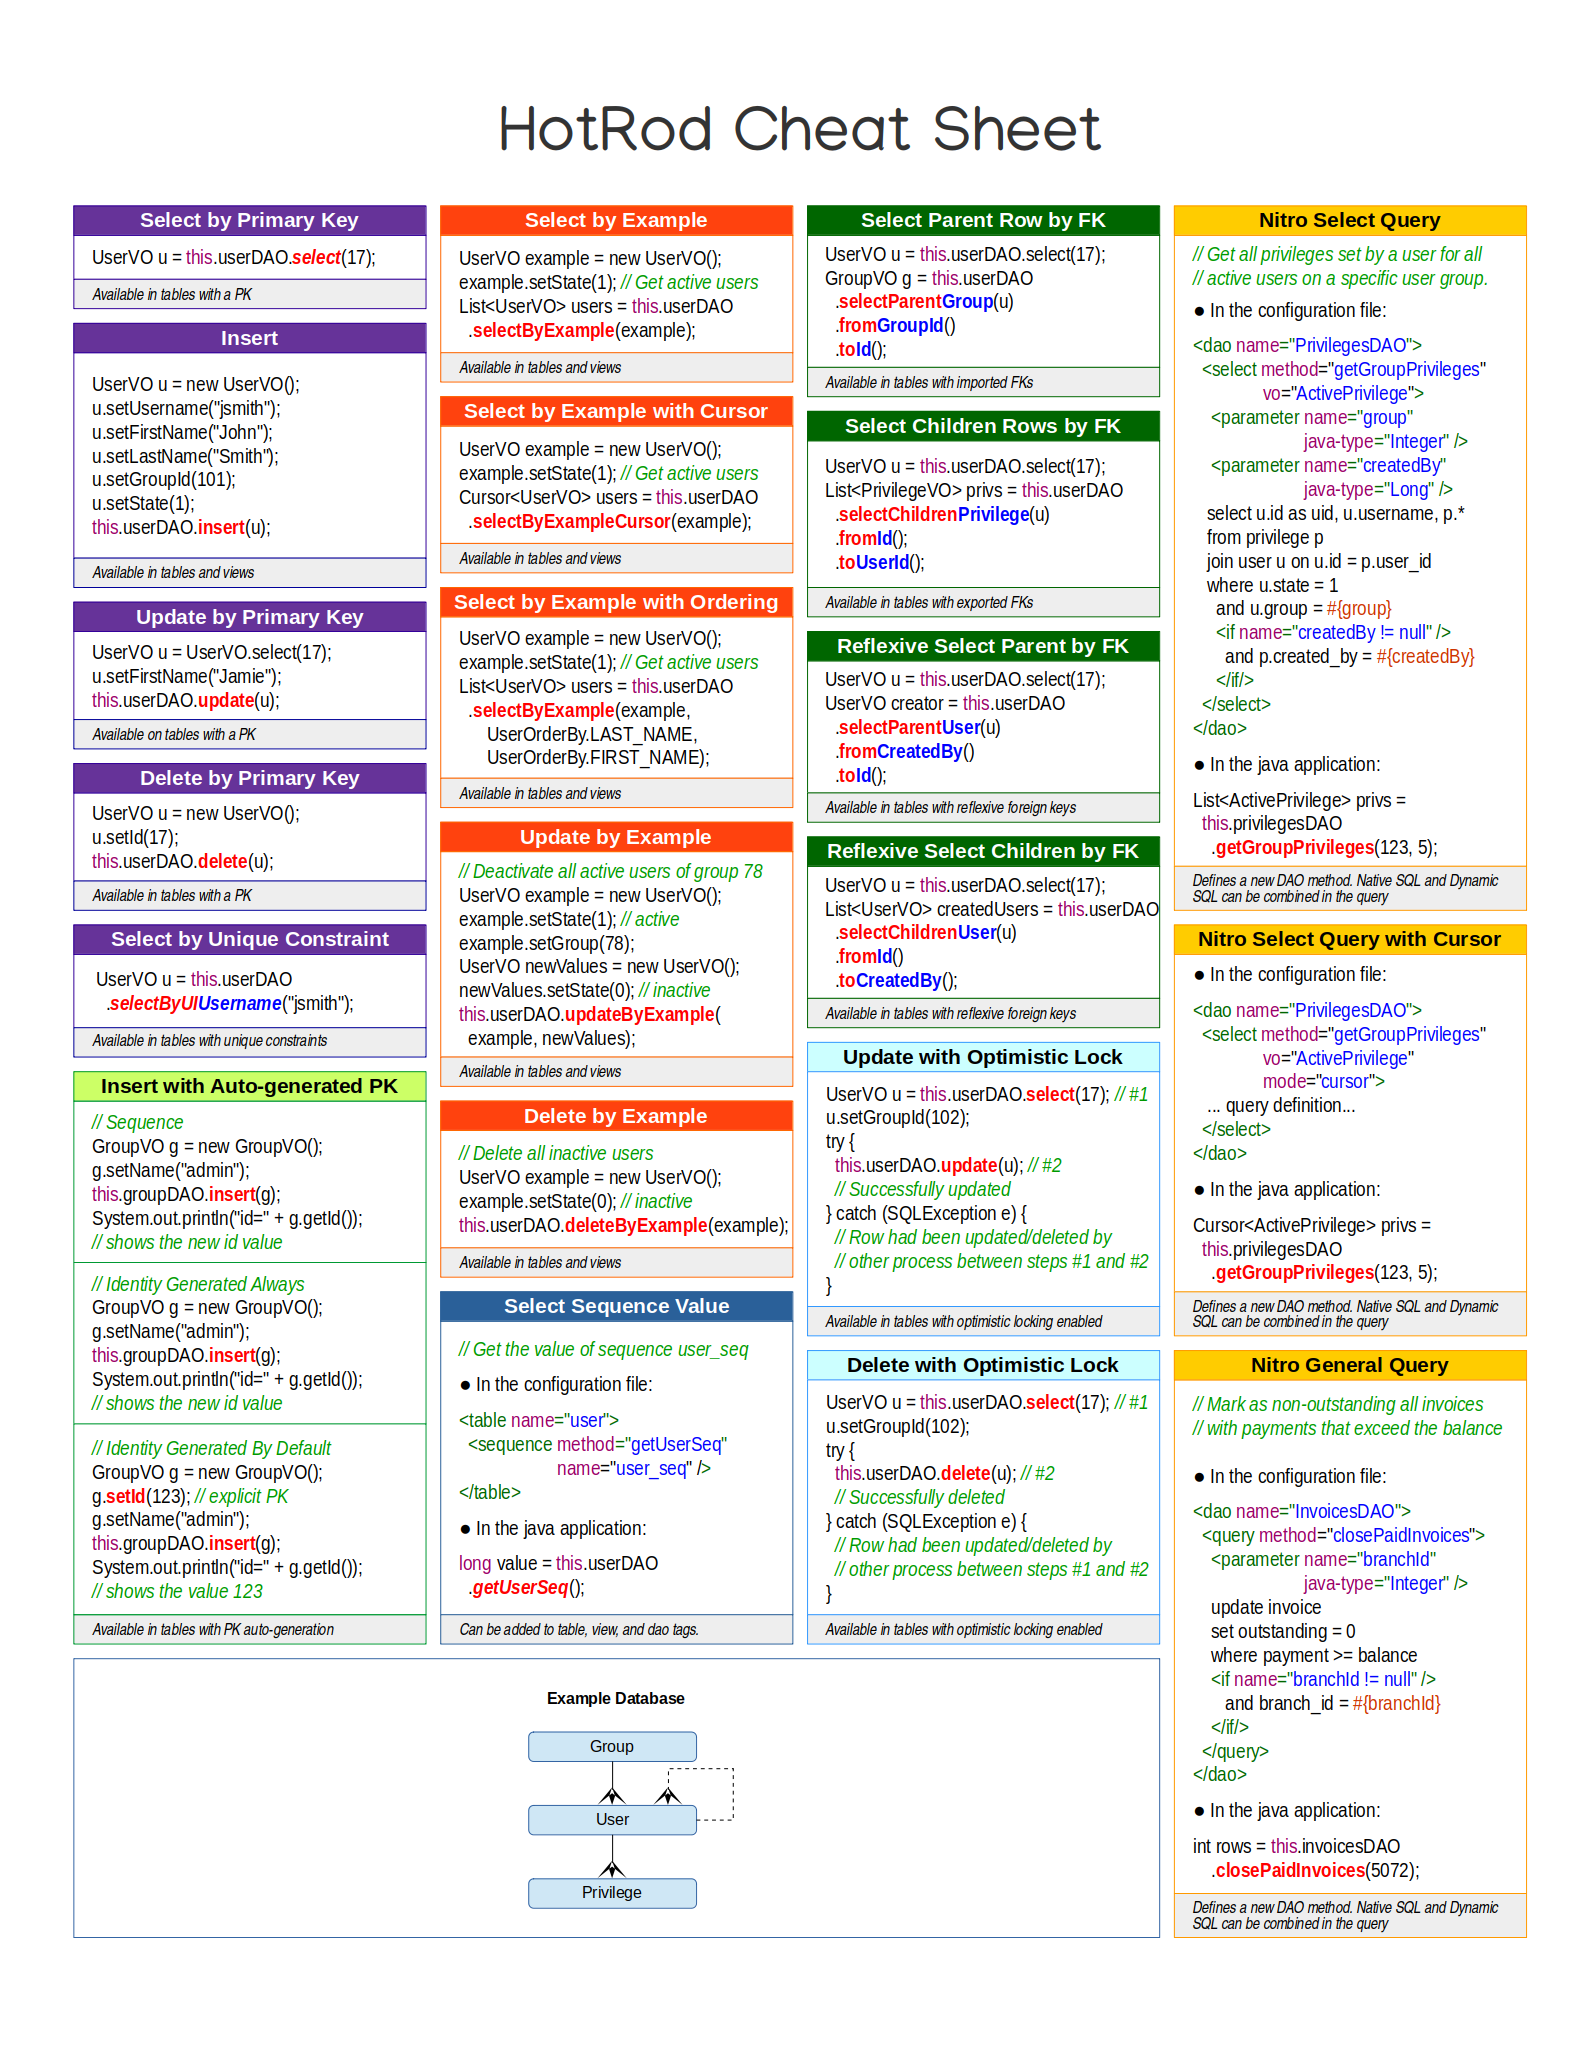 HotRod Cheat Sheet
Select by Primary Key
UserVO u = this.userDAO.select(17);
Available in tables with a PK
Insert
UserVO u = new UserVO();
u.setUsername("jsmith");
u.setFirstName("John");
u.setLastName("Smith");
u.setGroupId(101);
u.setState(1);
this.userDAO.insert(u);
Available in tables and views
Update by Primary Key
UserVO u = UserVO.select(17);
u.setFirstName("Jamie");
this.userDAO.update(u);
Available on tables with a PK
Delete by Primary Key
UserVO u = new UserVO();
u.setId(17);
this.userDAO.delete(u);
Available in tables with a PK
Select by Unique Constraint
UserVO u = this.userDAO
.selectByUIUsername("jsmith");
Available in tables with unique constraints
Insert with Auto-generated PK
// Sequence
GroupVO g = new GroupVO();
g.setName("admin");
this.groupDAO.insert(g);
System.out.println("id=" + g.getId());
// shows the new id value
// Identity Generated Always
GroupVO g = new GroupVO();
g.setName("admin");
this.groupDAO.insert(g);
System.out.println("id=" + g.getId());
// shows the new id value
// Identity Generated By Default
GroupVO g = new GroupVO();
g.setId(123); // explicit PK
g.setName("admin");
this.groupDAO.insert(g);
System.out.println("id=" + g.getId());
// shows the value 123
Available in tables with PK auto-generation
Select by Example
UserVO example = new UserVO();
example.setState(1); // Get active users
List<UserVO> users = this.userDAO
.selectByExample(example);
Available in tables and views
Select by Example with Cursor
UserVO example = new UserVO();
example.setState(1); // Get active users
Cursor<UserVO> users = this.userDAO
.selectByExampleCursor(example);
Available in tables and views
Select by Example with Ordering
UserVO example = new UserVO();
example.setState(1); // Get active users
List<UserVO> users = this.userDAO
.selectByExample(example,
UserOrderBy.LAST_NAME,
UserOrderBy.FIRST_NAME);
Available in tables and views
Update by Example
// Deactivate all active users of group 78
UserVO example = new UserVO();
example.setState(1); // active
example.setGroup(78);
UserVO newValues = new UserVO();
newValues.setState(0); // inactive
this.userDAO.updateByExample(
example, newValues);
Available in tables and views
Delete by Example
// Delete all inactive users
UserVO example = new UserVO();
example.setState(0); // inactive
this.userDAO.deleteByExample(example);
Available in tables and views
Select Sequence Value
// Get the value of sequence user_seq
● In the configuration file:
<table name="user">
<sequence method="getUserSeq"
name="user_seq" />
</table>
● In the java application:
long value = this.userDAO
.getUserSeq();
Can be added to table, view, and dao tags.
Select Parent Row by FK
UserVO u = this.userDAO.select(17);
GroupVO g = this.userDAO
.selectParentGroup(u)
.fromGroupId()
.toId();
Available in tables with imported FKs
Select Children Rows by FK
UserVO u = this.userDAO.select(17);
List<PrivilegeVO> privs = this.userDAO
.selectChildrenPrivilege(u)
.fromId();
.toUserId();
Available in tables with exported FKs
Reflexive Select Parent by FK
UserVO u = this.userDAO.select(17);
UserVO creator = this.userDAO
.selectParentUser(u)
.fromCreatedBy()
.toId();
Available in tables with reflexive foreign keys
Reflexive Select Children by FK
UserVO u = this.userDAO.select(17);
List<UserVO> createdUsers = this.userDAO
.selectChildrenUser(u)
.fromId()
.toCreatedBy();
Available in tables with reflexive foreign keys
Update with Optimistic Lock
UserVO u = this.userDAO.select(17); // #1
u.setGroupId(102);
try {
this.userDAO.update(u); // #2
// Successfully updated
} catch (SQLException e) {
// Row had been updated/deleted by
// other process between steps #1 and #2
}
Available in tables with optimistic locking enabled
Delete with Optimistic Lock
UserVO u = this.userDAO.select(17); // #1
u.setGroupId(102);
try {
this.userDAO.delete(u); // #2
// Successfully deleted
} catch (SQLException e) {
// Row had been updated/deleted by
// other process between steps #1 and #2
}
Available in tables with optimistic locking enabled
Nitro Select Query
// Get all privileges set by a user for all
// active users on a specific user group.
● In the configuration file:
<dao name="PrivilegesDAO">
<select method="getGroupPrivileges"
vo="ActivePrivilege">
<parameter name="group"
java-type="Integer" />
<parameter name="createdBy"
java-type="Long" />
select u.id as uid, u.username, p.*
from privilege p
join user u on u.id = p.user_id
where u.state = 1
and u.group = #{group}
<if name="createdBy != null" />
and p.created_by = #{createdBy}
</if/>
</select>
</dao>
● In the java application:
List<ActivePrivilege> privs =
this.privilegesDAO
.getGroupPrivileges(123, 5);
Defines a new DAO method. Native SQL and Dynamic
SQL can be combined in the query
Nitro Select Query with Cursor
● In the configuration file:
<dao name="PrivilegesDAO">
<select method="getGroupPrivileges"
vo="ActivePrivilege"
mode="cursor">
... query definition...
</select>
</dao>
● In the java application:
Cursor<ActivePrivilege> privs =
this.privilegesDAO
.getGroupPrivileges(123, 5);
Defines a new DAO method. Native SQL and Dynamic
SQL can be combined in the query
Nitro General Query
// Mark as non-outstanding all invoices
// with payments that exceed the balance
● In the configuration file:
<dao name="InvoicesDAO">
<query method="closePaidInvoices">
<parameter name="branchId"
java-type="Integer" />
update invoice
set outstanding = 0
where payment >= balance
<if name="branchId != null" />
and branch_id = #{branchId}
</if/>
</query>
</dao>
● In the java application:
int rows = this.invoicesDAO
.closePaidInvoices(5072);
Defines a new DAO method. Native SQL and Dynamic
SQL can be combined in the query
Example Database
Group
User
Privilege